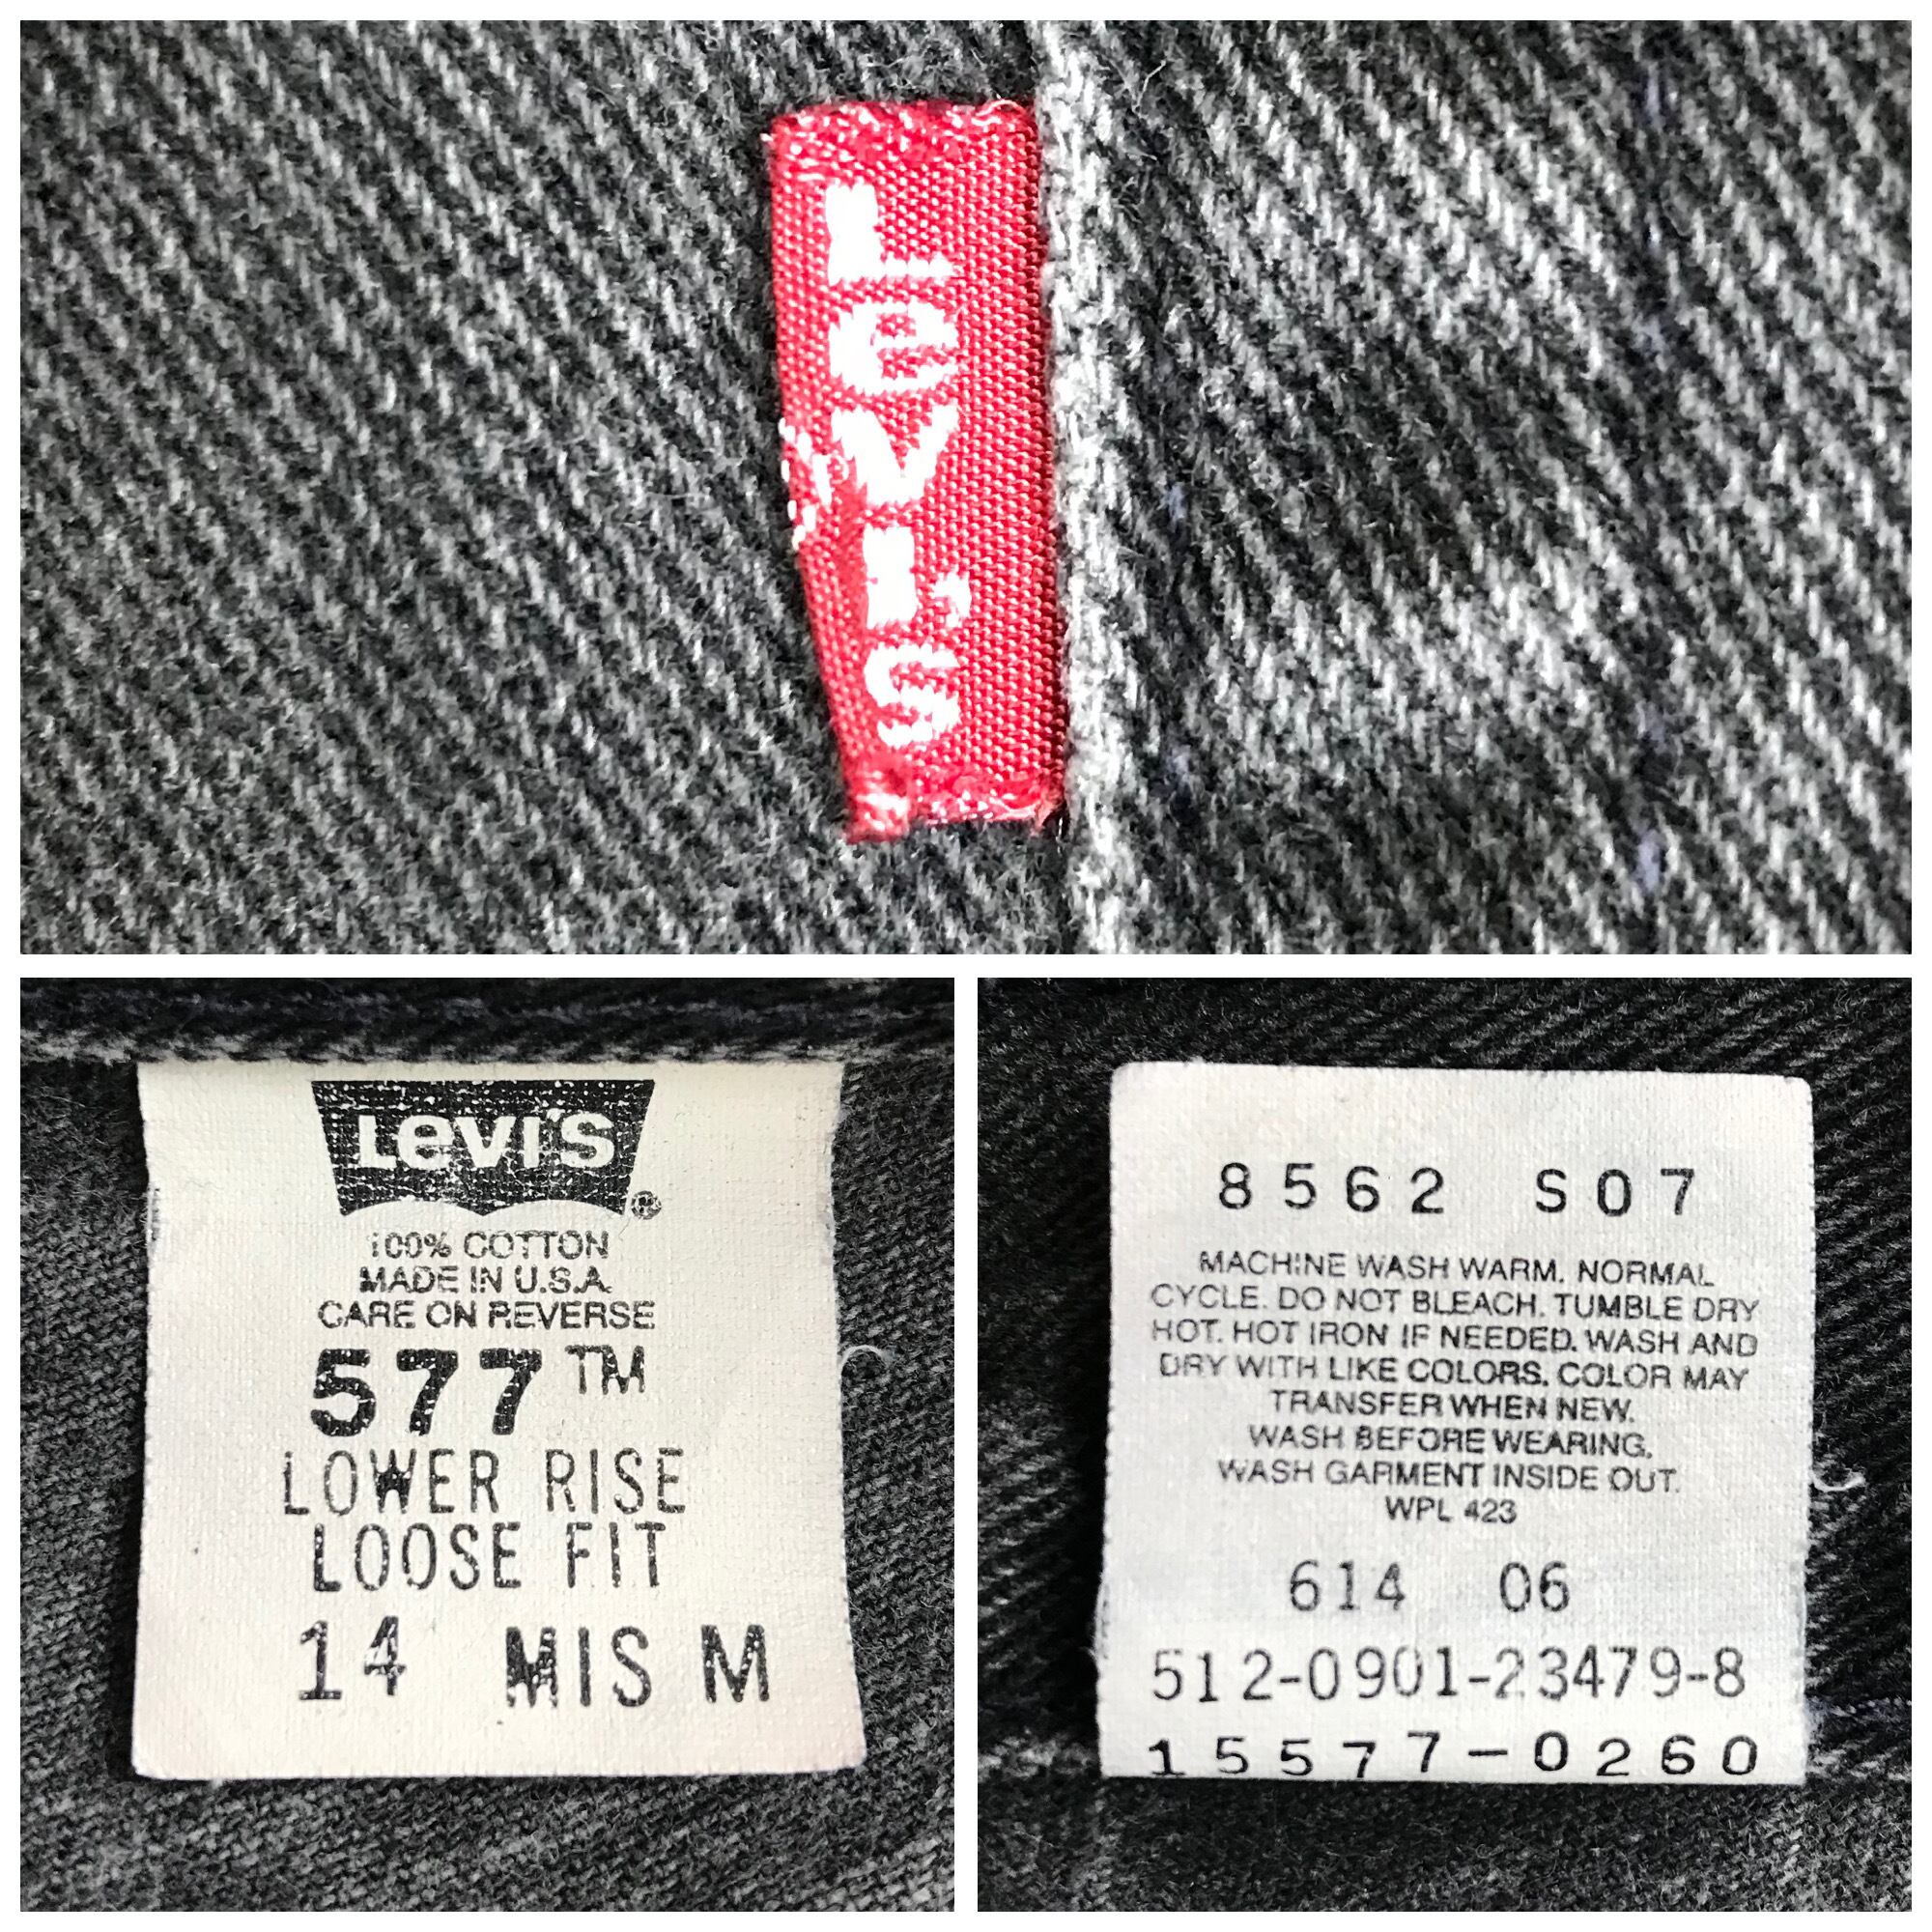 Levi's
Levi's®
100% COTTON
MADE IN U.S.A.
CARE ON REVERSE
577™
LOWER RISE
LOOSE FIT
14 MIS M
8562 S07
MACHINE WASH WARM. NORMAL
CYCLE. DO NOT BLEACH. TUMBLE DRY
HOT. HOT IRON IF NEEDED. WASH AND
DRY WITH LIKE COLORS. COLOR MAY
TRANSFER WHEN NEW.
WASH BEFORE WEARING.
WASH GARMENT INSIDE OUT.
WPL 423
614 06
512-0901-23479-8
15577-0260